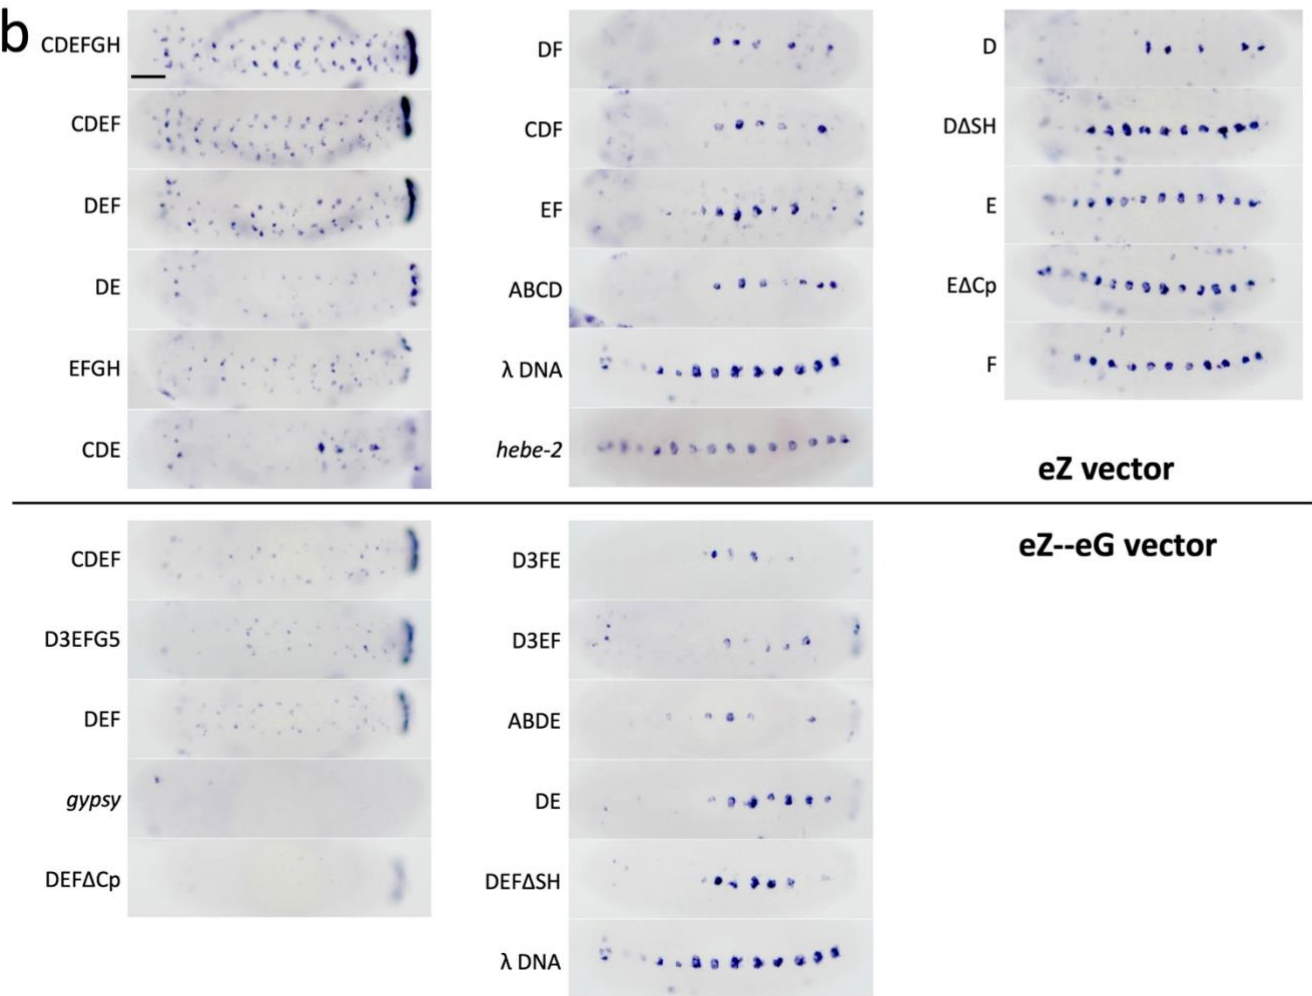 b
CDEFGH
CDEF
DEF
DE
EFGH
CDE
DF
CDF
EF
ABCD
λ DNA
hebe-2
D
DΔSH
E
EΔCp
F
eZ vector
eZ--eG vector
CDEF
D3EFG5
DEF
gypsy
DEFΔCp
D3FE
D3EF
ABDE
DE
DEFΔSH
λ DNA